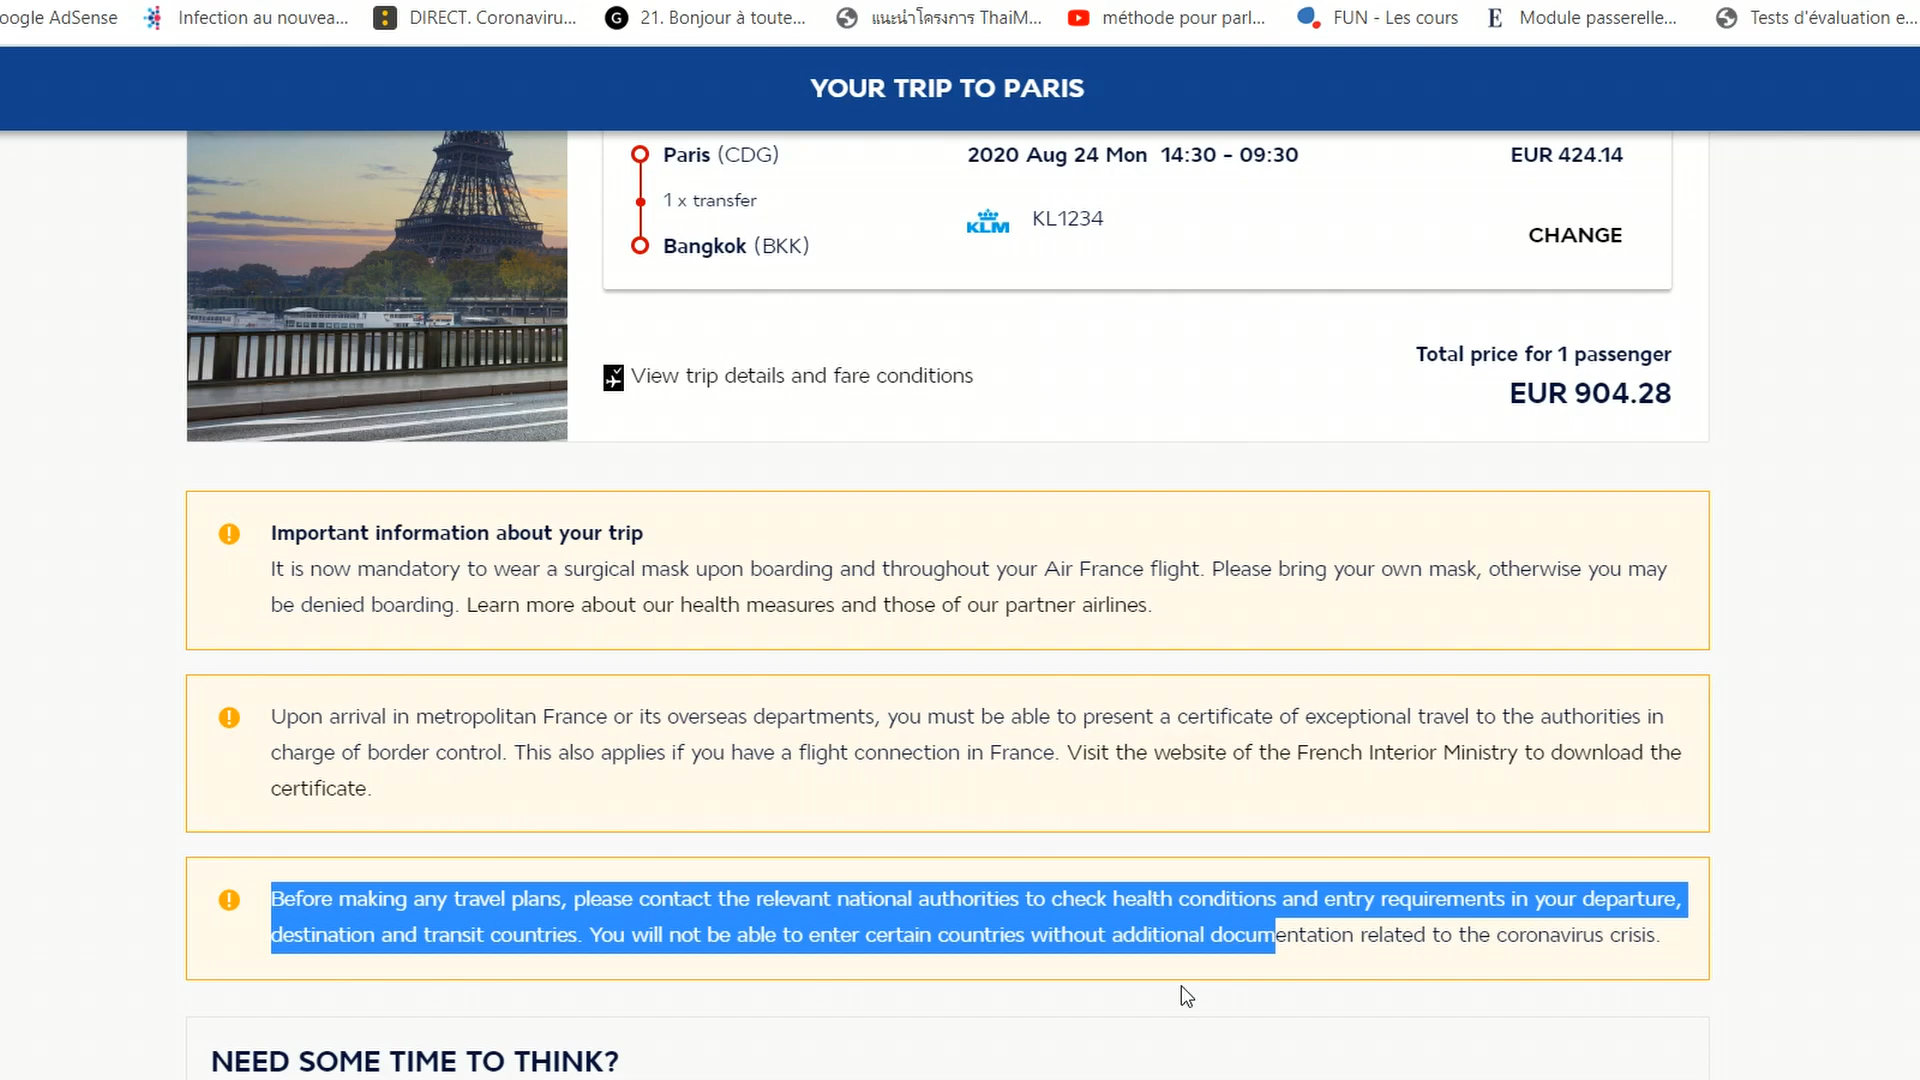 oogle AdSense
Infection au nouvea...
DIRECT. Coronaviru...
21. Bonjour à toute...
แนะนำโครงการ ThaiM...
méthode pour parl...
FUN - Les cours
Module passerelle...
Tests d'évaluation e...
YOUR TRIP TO PARIS
Paris (CDG)
2020 Aug 24 Mon 14:30 - 09:30
EUR 424.14
1 x transfer
KLM
KL1234
CHANGE
Bangkok (BKK)
Total price for 1 passenger
View trip details and fare conditions
EUR 904.28
Important information about your trip
It is now mandatory to wear a surgical mask upon boarding and throughout your Air France flight. Please bring your own mask, otherwise you may
be denied boarding. Learn more about our health measures and those of our partner airlines.
Upon arrival in metropolitan France or its overseas departments, you must be able to present a certificate of exceptional travel to the authorities in
charge of border control. This also applies if you have a flight connection in France. Visit the website of the French Interior Ministry to download the
certificate.
Before making any travel plans, please contact the relevant national authorities to check health conditions and entry requirements in your departure,
destination and transit countries. You will not be able to enter certain countries without additional documentation related to the coronavirus crisis.
NEED SOME TIME TO THINK?